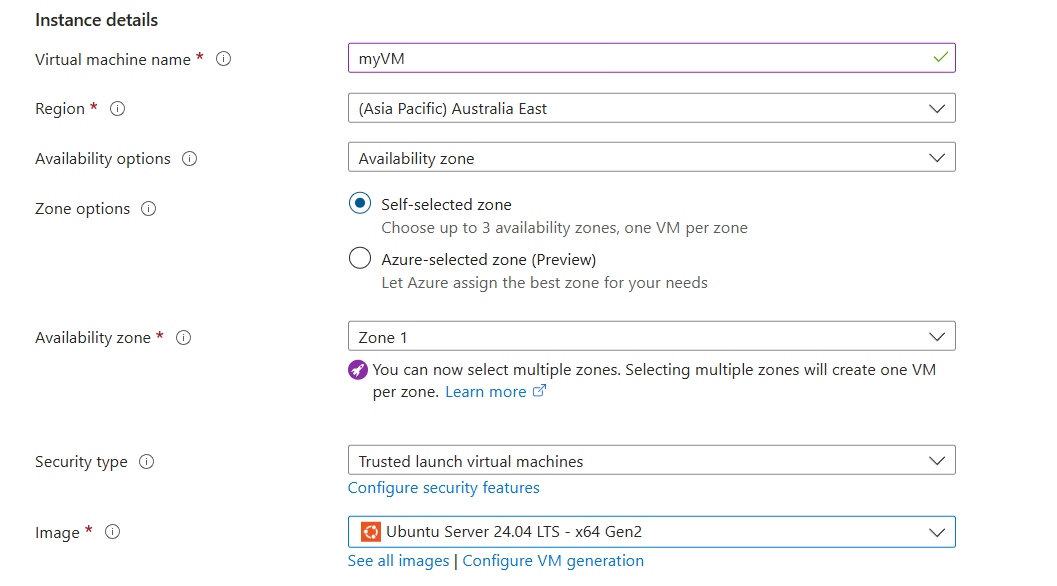 Instance details
Virtual machine name *
myVM
Region *
(Asia Pacific) Australia East
Availability options
Availability zone
Zone options
Self-selected zone
Choose up to 3 availability zones, one VM per zone
Azure-selected zone (Preview)
Let Azure assign the best zone for your needs
Availability zone *
Zone 1
You can now select multiple zones. Selecting multiple zones will create one VM
per zone. Learn more
Security type
Trusted launch virtual machines
Configure security features
Image *
Ubuntu Server 24.04 LTS - x64 Gen2
See all images | Configure VM generation